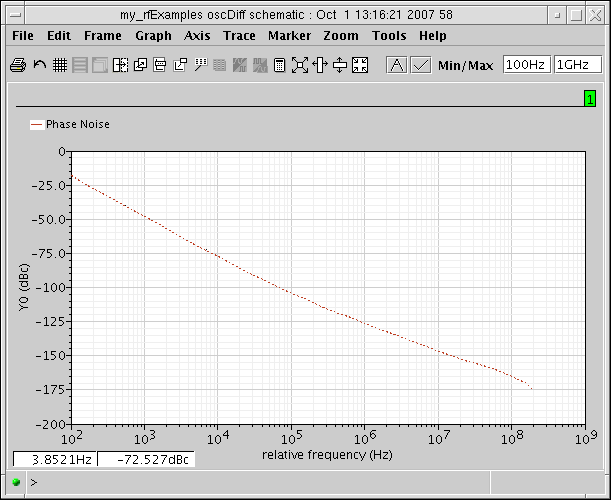 my_rfExamples oscDiff schematic : Oct 1 13:16:21 2007 58
File Edit Frame Graph Axis Trace Marker Zoom Tools Help
Min/Max 100Hz 1GHz
1
Phase Noise
0
-25.0
-50.0
-75.0
-100
-125
-150
-175
-200
Y0 (dBc)
10^2 10^3 10^4 10^5 10^6 10^7 10^8 10^9
relative frequency (Hz)
3.8521Hz -72.527dBc
>